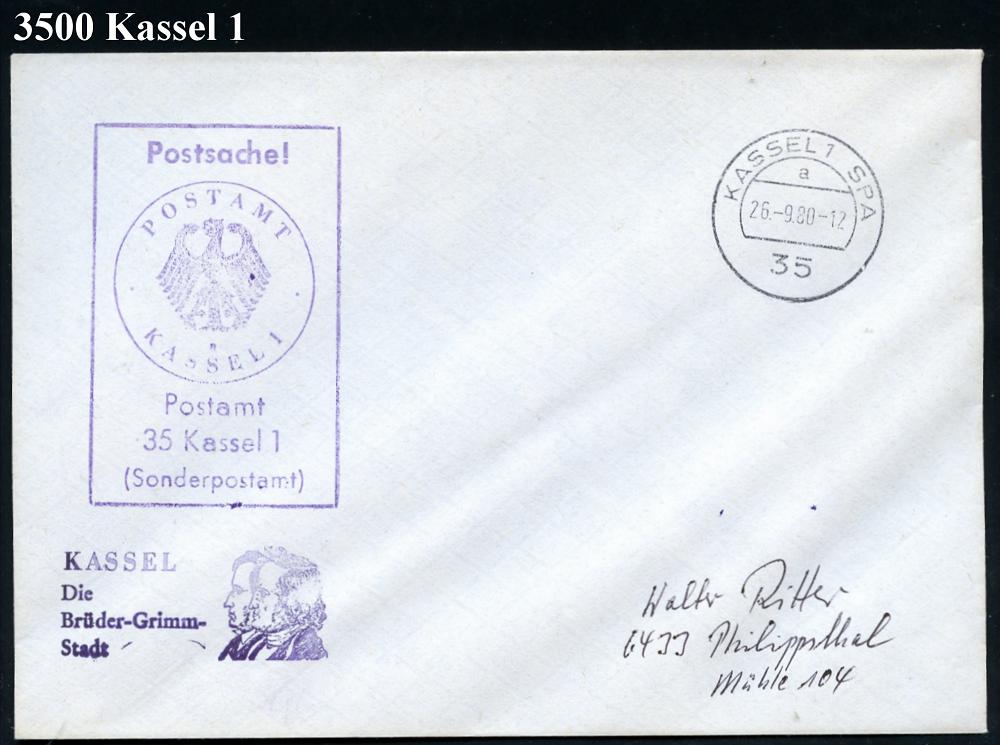 3500 Kassel 1
Postsache!
POSTAMT
KASSEL 1
Postamt
35 Kassel 1
(Sonderpostamt)
KASSEL
Die
Brüder-Grimm-
Stadt
KASSEL 1 SPA
a
26.-9.80-12
35
Walter Ritter
6433 Philippsthal
Mühle 104